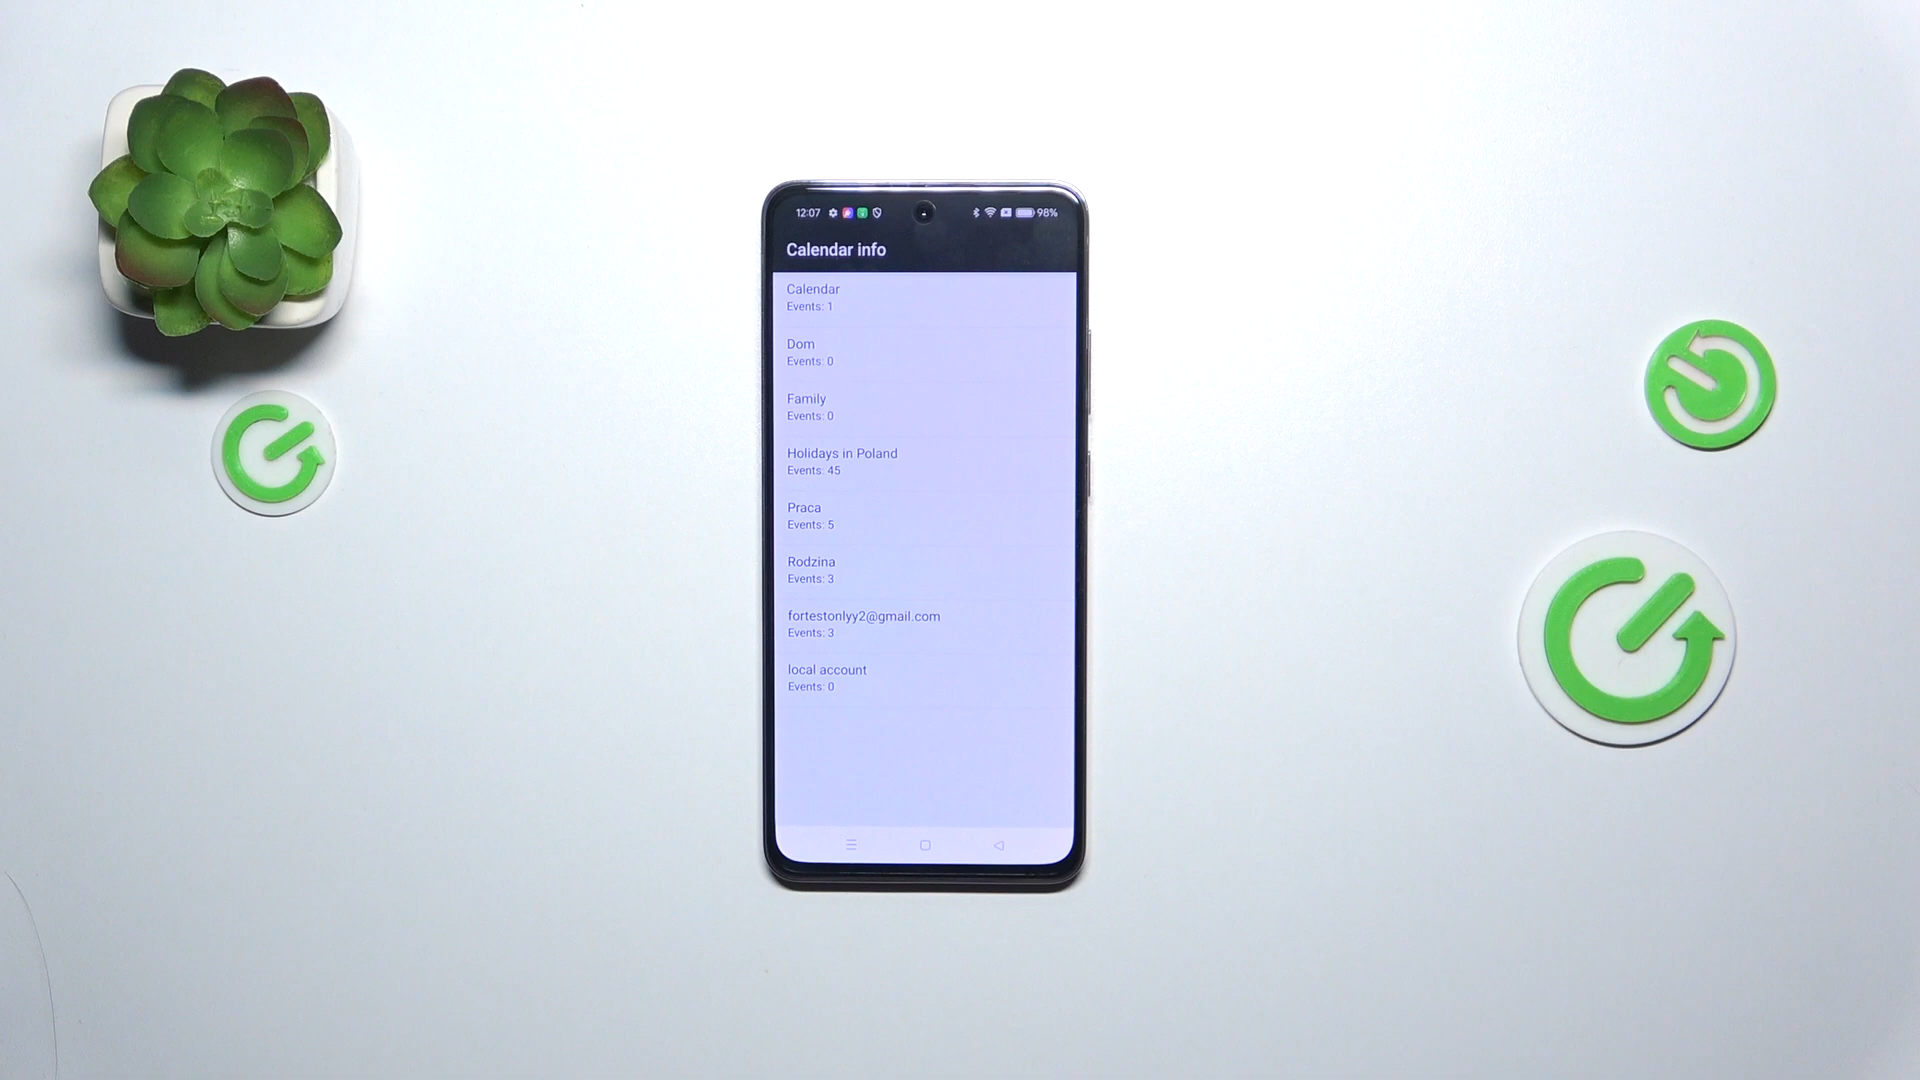 12:07 98%
Calendar info
Calendar
Events: 1
Dom
Events: 0
Family
Events: 0
Holidays in Poland
Events: 45
Praca
Events: 5
Rodzina
Events: 3
fortestonlyy2@gmail.com
Events: 3
local account
Events: 0